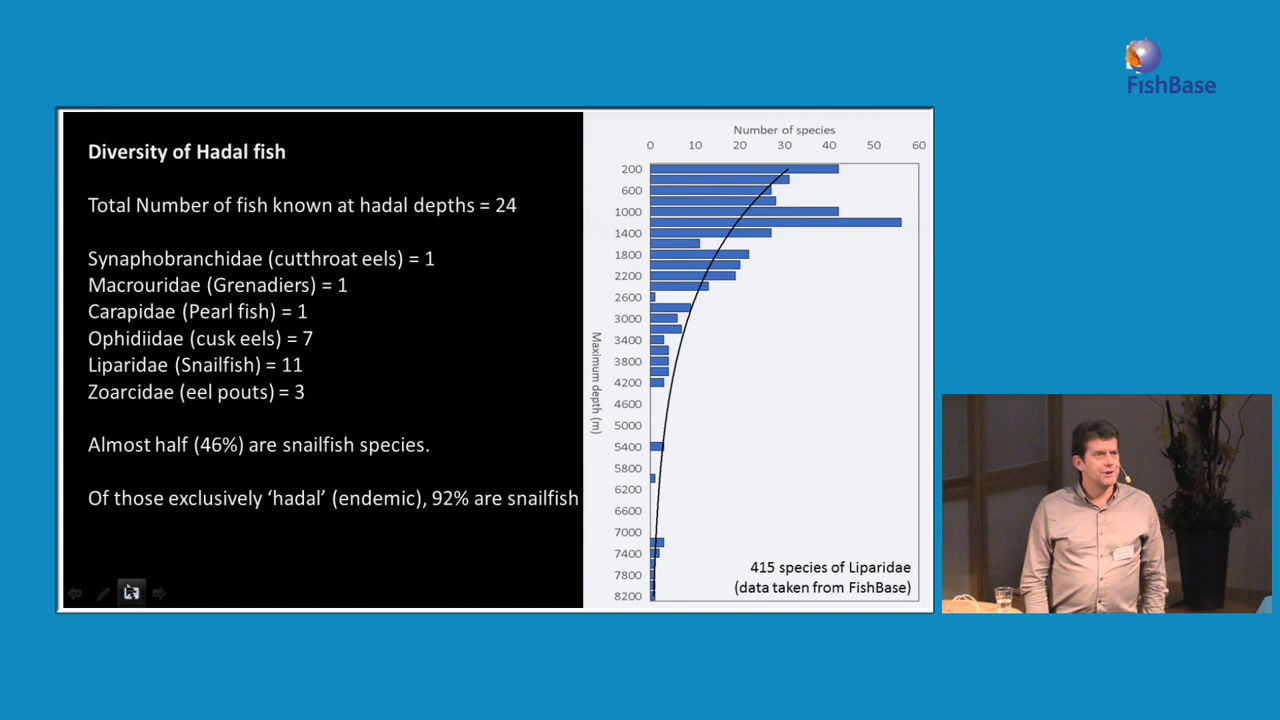 FishBase
Diversity of Hadal fish
Total Number of fish known at hadal depths = 24
Synaphobranchidae (cutthroat eels) = 1
Macrouridae (Grenadiers) = 1
Carapidae (Pearl fish) = 1
Ophidiidae (cusk eels) = 7
Liparidae (Snailfish) = 11
Zoarcidae (eel pouts) = 3
Almost half (46%) are snailfish species.
Of those exclusively ‘hadal’ (endemic), 92% are snailfish
Number of species
0 10 20 30 40 50 60
Maximum depth (m)
200
600
1000
1400
1800
2200
2600
3000
3400
3800
4200
4600
5000
5400
5800
6200
6600
7000
7400
7800
8200
415 species of Liparidae
(data taken from FishBase)